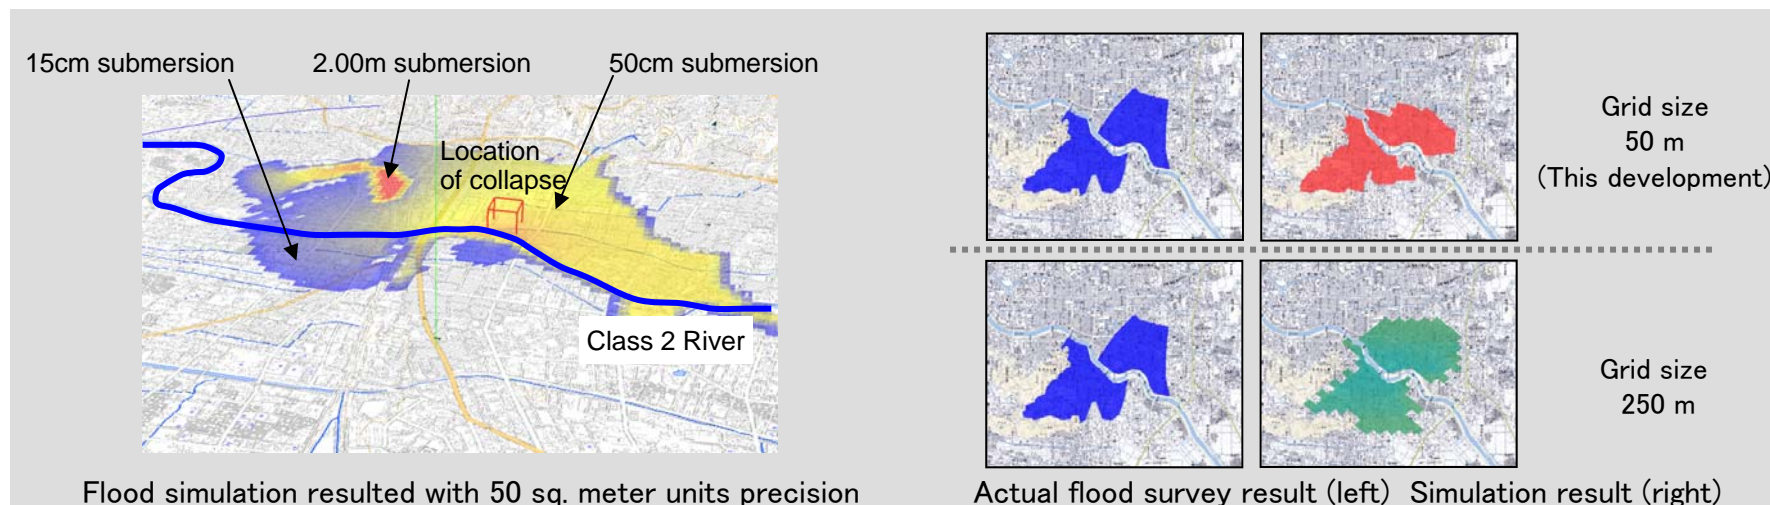 15cm submersion
2.00m submersion
50cm submersion
Location
of collapse
Class 2 River
Flood simulation resulted with 50 sq. meter units precision
Grid size
50 m
(This development)
Grid size
250 m
Actual flood survey result (left) Simulation result (right)